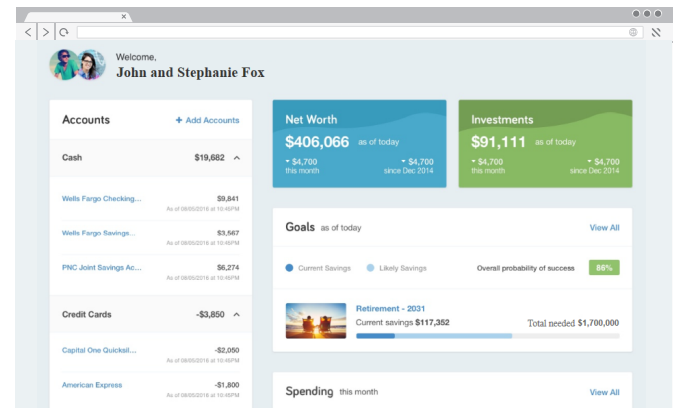 Welcome,
John and Stephanie Fox
Accounts
+ Add Accounts
Cash
$19,682
Wells Fargo Checking...
$9,841
As of 08/05/2016 at 10:46PM
Wells Fargo Savings...
$3,567
As of 08/05/2016 at 10:46PM
PNC Joint Savings Ac...
$6,274
As of 08/05/2016 at 10:45PM
Credit Cards
-$3,850
Capital One Quicksil...
-$2,050
As of 08/05/2016 at 10:45PM
American Express
-$1,800
As of 08/05/2016 at 10:45PM
Net Worth
$406,066 as of today
$4,700
this month
$4,700
since Dec 2014
Investments
$91,111 as of today
$4,700
this month
$4,700
since Dec 2014
Goals as of today
View All
Current Savings
Likely Savings
Overall probability of success
86%
Retirement - 2031
Current savings $117,352
Total needed $1,700,000
Spending this month
View All